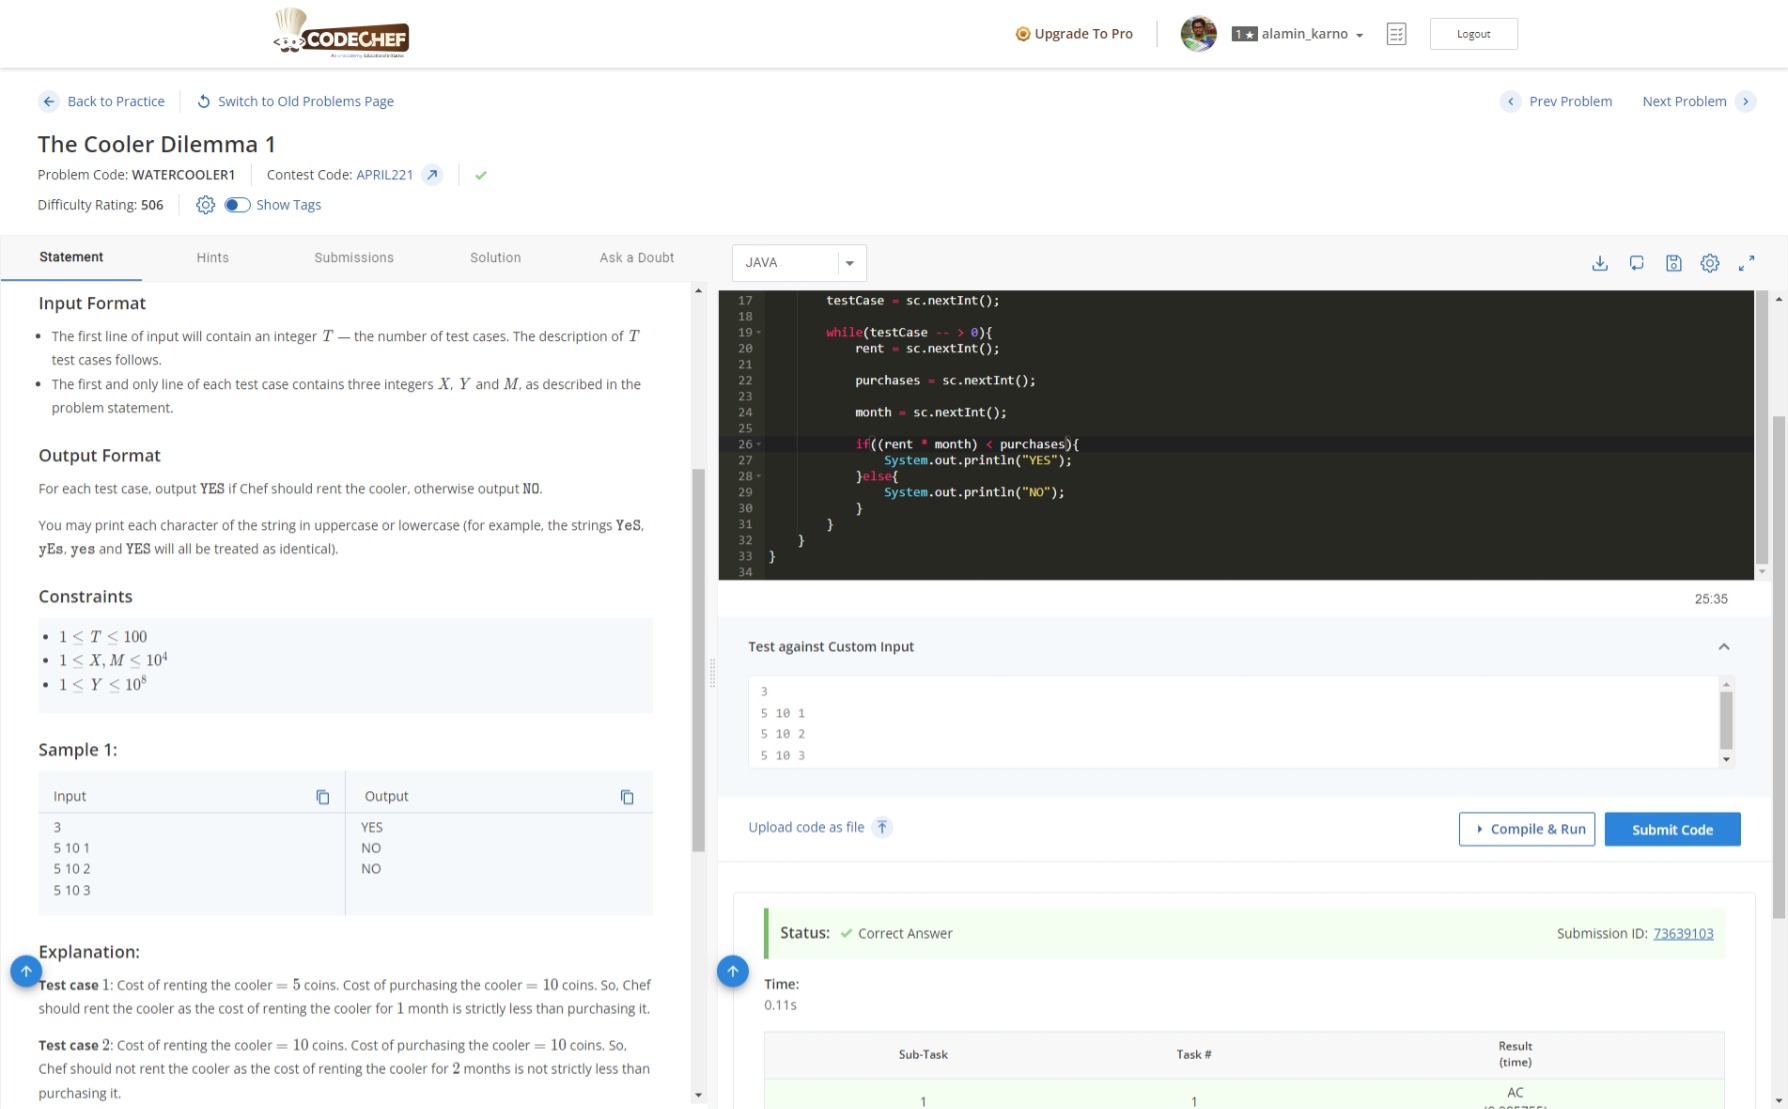 CODECHEF
An unacademy Educational Initiative
Upgrade To Pro
1★ alamin_karno
Logout
Back to Practice
Switch to Old Problems Page
Prev Problem
Next Problem
The Cooler Dilemma 1
Problem Code: WATERCOOLER1
Contest Code: APRIL221
Difficulty Rating: 506
Show Tags
Statement
Hints
Submissions
Solution
Ask a Doubt
Input Format
• The first line of input will contain an integer T — the number of test cases. The description of T
test cases follows.
• The first and only line of each test case contains three integers X, Y and M, as described in the
problem statement.
Output Format
For each test case, output YES if Chef should rent the cooler, otherwise output NO.
You may print each character of the string in uppercase or lowercase (for example, the strings YeS,
yEs, yes and YES will all be treated as identical).
Constraints
• 1 ≤ T ≤ 100
• 1 ≤ X, M ≤ 10⁴
• 1 ≤ Y ≤ 10⁸
Sample 1:
Input
Output
3
5 10 1
5 10 2
5 10 3
YES
NO
NO
Explanation:
Test case 1: Cost of renting the cooler = 5 coins. Cost of purchasing the cooler = 10 coins. So, Chef
should rent the cooler as the cost of renting the cooler for 1 month is strictly less than purchasing it.
Test case 2: Cost of renting the cooler = 10 coins. Cost of purchasing the cooler = 10 coins. So,
Chef should not rent the cooler as the cost of renting the cooler for 2 months is not strictly less than
purchasing it.
JAVA
17 testCase = sc.nextInt();
18
19 while(testCase -- > 0){
20 rent = sc.nextInt();
21
22 purchases = sc.nextInt();
23
24 month = sc.nextInt();
25
26 if((rent * month) < purchases){
27 System.out.println("YES");
28 }else{
29 System.out.println("NO");
30 }
31 }
32 }
33 }
34
25:35
Test against Custom Input
3
5 10 1
5 10 2
5 10 3
Upload code as file
Compile & Run
Submit Code
Status: Correct Answer
Submission ID: 73639103
Time:
0.11s
Sub-Task
Task #
Result
(time)
1
1
AC